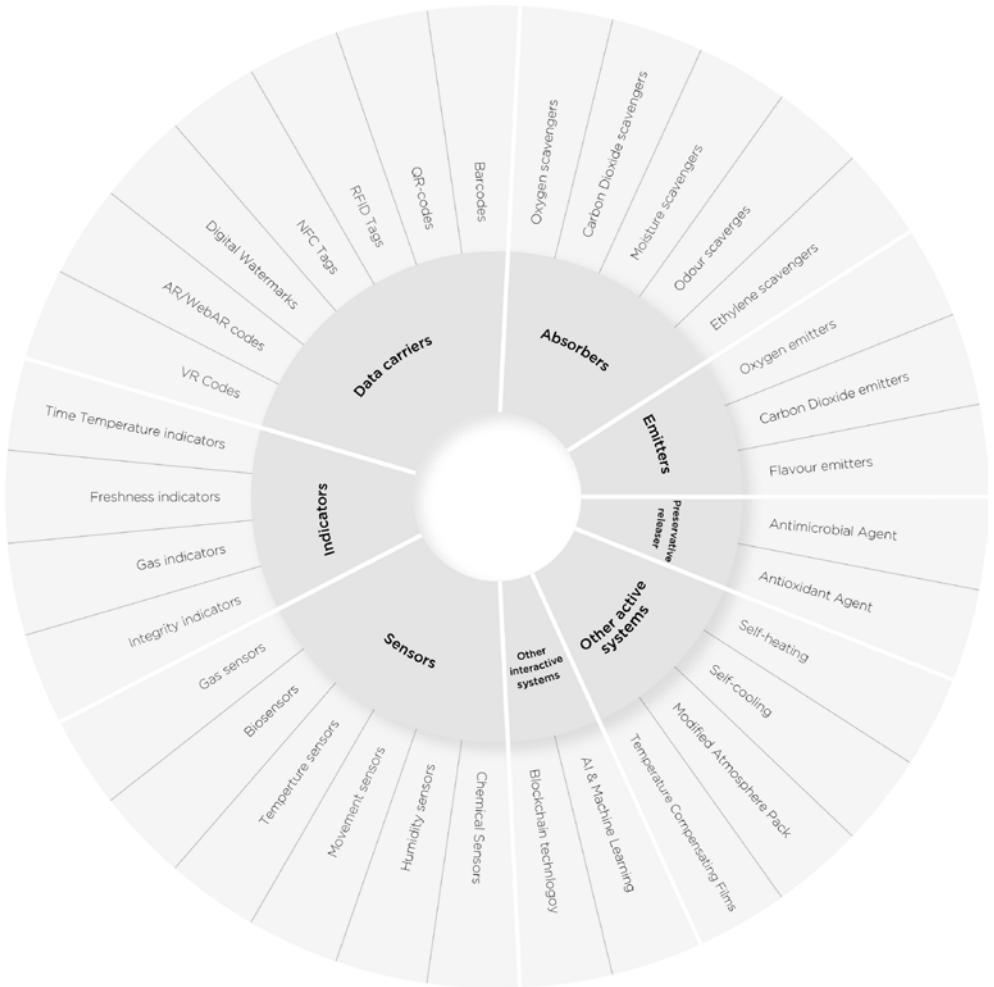 Absorbers
Oxygen scavengers
Carbon Dioxide scavengers
Moisture scavengers
Odour scaverges
Ethylene scavengers
Emitters
Oxygen emitters
Carbon Dioxide emitters
Flavour emitters
Preservative
releaser
Antimicrobial Agent
Antioxidant Agent
Other active
systems
Self-heating
Self-cooling
Modified Atmosphere Pack
Temperature Compensating Films
Other
interactive
systems
AI & Machine Learning
Blockchain technlogoy
Sensors
Chemical Sensors
Humidity sensors
Movement sensors
Temperture sensors
Biosensors
Gas sensors
Indicators
Integrity indicators
Gas indicators
Freshness indicators
Time Temperature indicators
Data carriers
VR Codes
AR/WebAR codes
Digital Watermarks
NFC Tags
RFID Tags
QR-codes
Barcodes